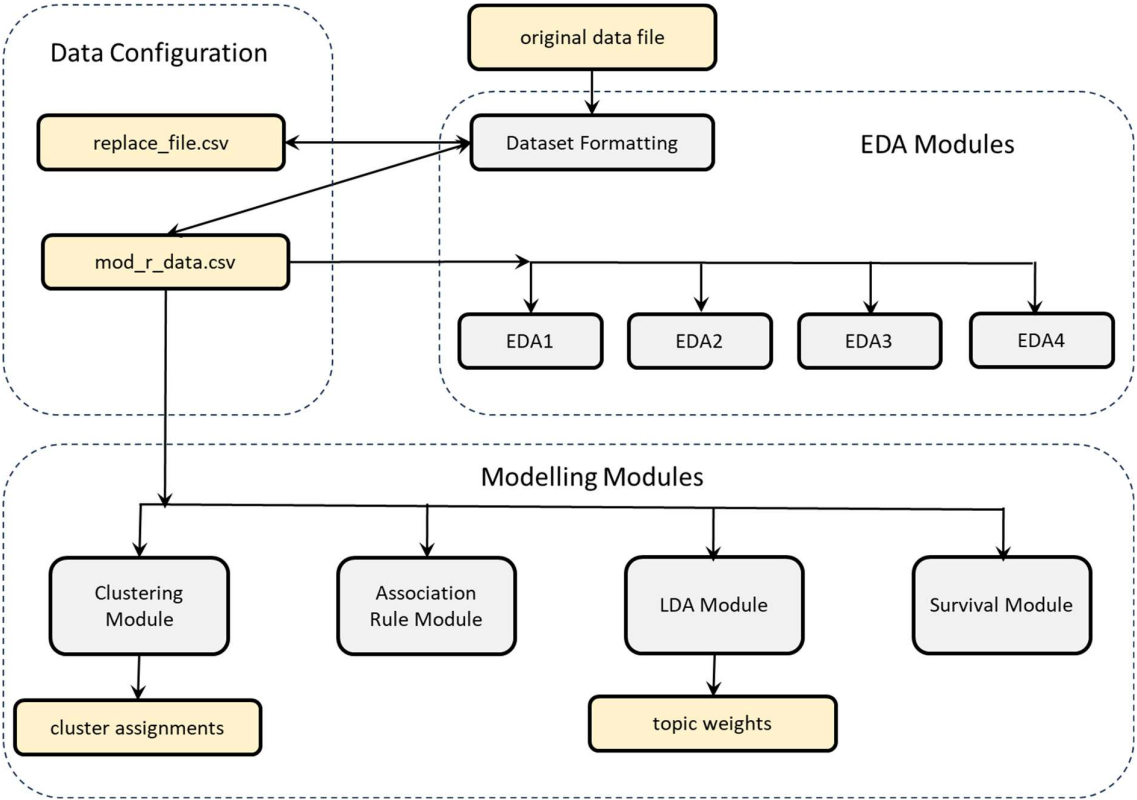 original data file
Data Configuration
replace_file.csv
Dataset Formatting
EDA Modules
mod_r_data.csv
EDA1
EDA2
EDA3
EDA4
Modelling Modules
Clustering
Module
Association
Rule Module
LDA Module
Survival Module
cluster assignments
topic weights